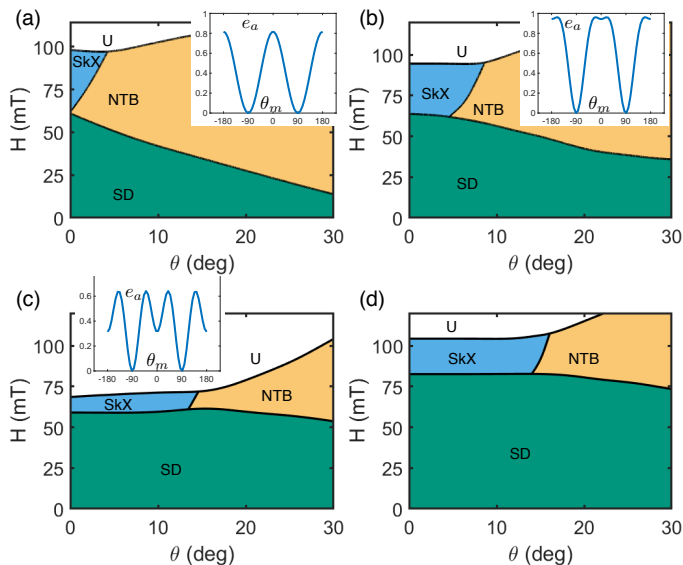 (a)
e_a
1
0.8
0.6
0.4
0.2
0
-180 -90 0 90 180
θ_m
U
SkX
NTB
SD
100
75
50
25
0
H (mT)
0 10 20 30
θ (deg)
(b)
e_a
1
0.8
0.6
0.4
0.2
0
-180 -90 0 90 180
θ_m
U
SkX
NTB
SD
100
75
50
25
0
H (mT)
0 10 20 30
θ (deg)
(c)
e_a
0.6
0.4
0.2
0
-180 -90 0 90 180
θ_m
U
SkX
NTB
SD
100
75
50
25
0
H (mT)
0 10 20 30
θ (deg)
(d)
U
SkX
NTB
SD
100
75
50
25
0
H (mT)
0 10 20 30
θ (deg)